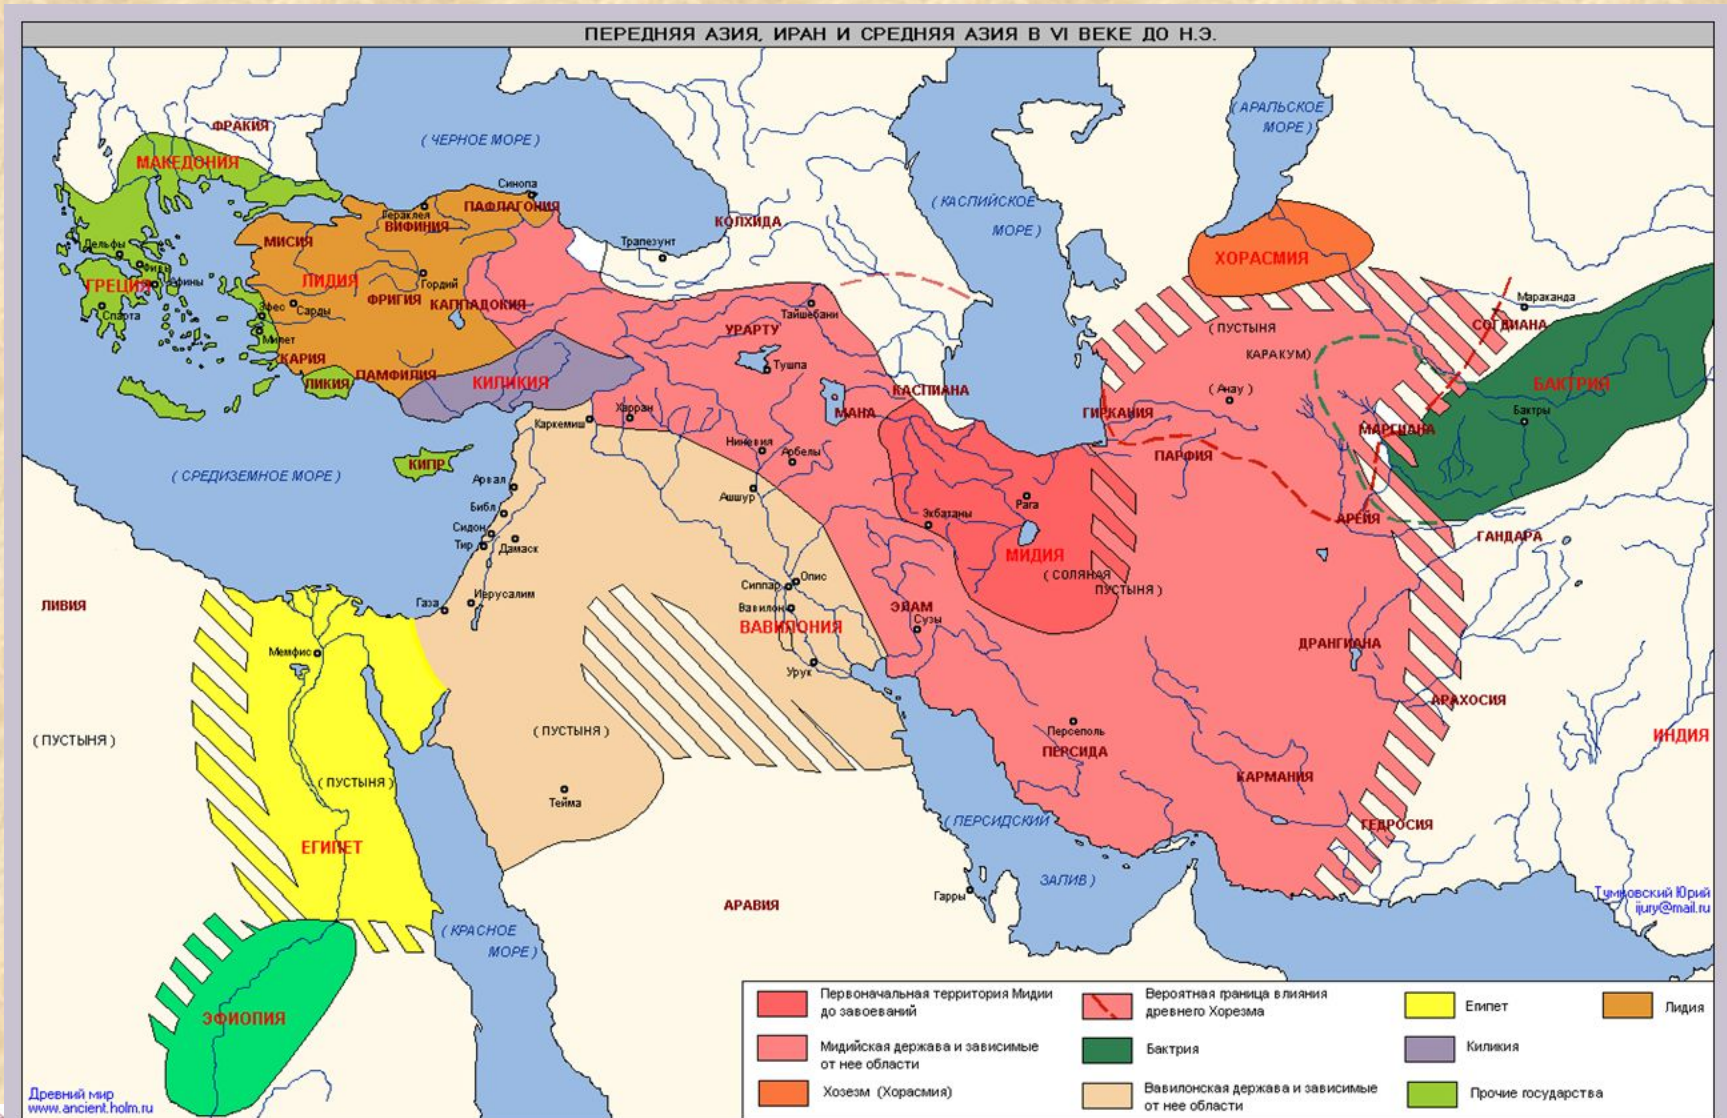 ПЕРЕДНЯЯ АЗИЯ, ИРАН И СРЕДНЯЯ АЗИЯ В VI ВЕКЕ ДО Н.Э.
ФРАКИЯ
МАКЕДОНИЯ
( ЧЕРНОЕ МОРЕ )
( АРАЛЬСКОЕ
МОРЕ )
( КАСПИЙСКОЕ
МОРЕ )
Синопа
ПАФЛАГОНИЯ
Гераклел
ВИФИНИЯ
МИСИЯ
КОЛХИДА
Трапезунт
ХОРАСМИЯ
Дельфы
Фивы
Афины
ГРЕЦИЯ
Спарта
ЛИДИЯ
Гордий
ФРИГИЯ
КАППАДОКИЯ
Эфес
Сарды
Милет
КАРИЯ
ЛИКИЯ
ПАМФИЛИЯ
КИЛИКИЯ
УРАРТУ
Тайшебани
Тушпа
МАНА
КАСПИАНА
( ПУСТЫНЯ
КАРАКУМ)
( Анау )
ГИРКАНИЯ
ПАРФИЯ
Мараканда
СОГДИАНА
БАКТРИЯ
Бактры
МАРГИАНА
АРЕЙЯ
ГАНДАРА
( СРЕДИЗЕМНОЕ МОРЕ )
КИПР
Каркемиш
Харран
Ниневил
Арбелы
Ашшур
Арвал
Библ
Сидон
Тир
Дамаск
Газа
Иерусалим
Экбатаны
Рага
МИДИЯ
( СОЛЯНАЯ
ПУСТЫНЯ )
Опис
Сиппар
Вавилон
ВАВИЛОНИЯ
Урук
ЭЛАМ
Сузы
ДРАНГИАНА
АРАХОСИЯ
ИНДИЯ
ЛИВИЯ
Мемфис
( ПУСТЫНЯ )
( ПУСТЫНЯ )
( ПУСТЫНЯ )
Тейма
ЕГИПЕТ
Персеполь
ПЕРСИДА
КАРМАНИЯ
ГЕДРОСИЯ
( ПЕРСИДСКИЙ
ЗАЛИВ )
Гарры
АРАВИЯ
( КРАСНОЕ
МОРЕ )
ЭФИОПИЯ
Тумковский Юрий
ijury@mail.ru
Древний мир
www.ancient.holm.ru
Первоначальная территория Мидии
до завоеваний
Мидийская держава и зависимые
от нее области
Хозезм (Хорасмия)
Вероятная граница влияния
древнего Хорезма
Бактрия
Вавилонская держава и зависимые
от нее области
Египет
Киликия
Прочие государства
Лидия